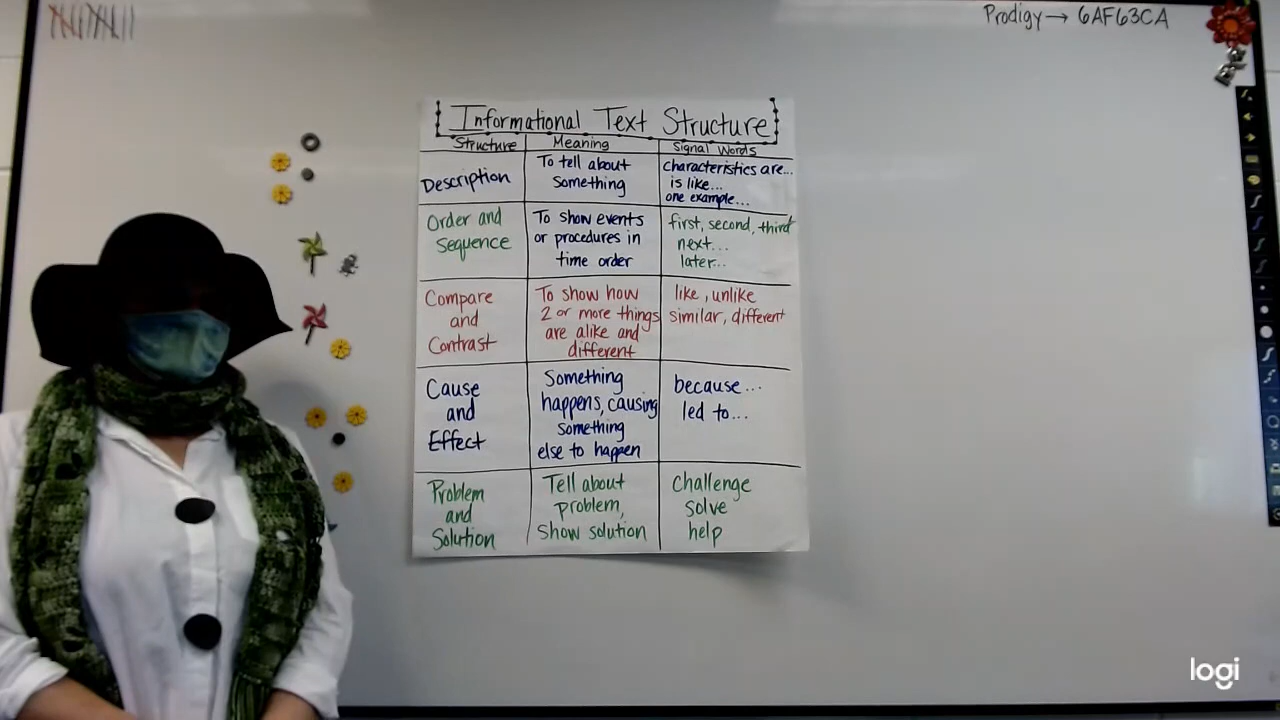 Prodigy → 6AF63CA
Informational Text Structure
Structure Meaning Signal Words
Description
To tell about
something
Characteristics are...
is like...
one example...
Order and
Sequence
To show events
or procedures in
time order
first, second, third
next...
later...
Compare
and
Contrast
To show how
2 or more things
are alike and
different
like, unlike
similar, different
Cause
and
Effect
Something
happens, causing
something
else to happen
because...
led to...
Problem
and
Solution
Tell about
problem,
Show solution
Challenge
solve
help
logi